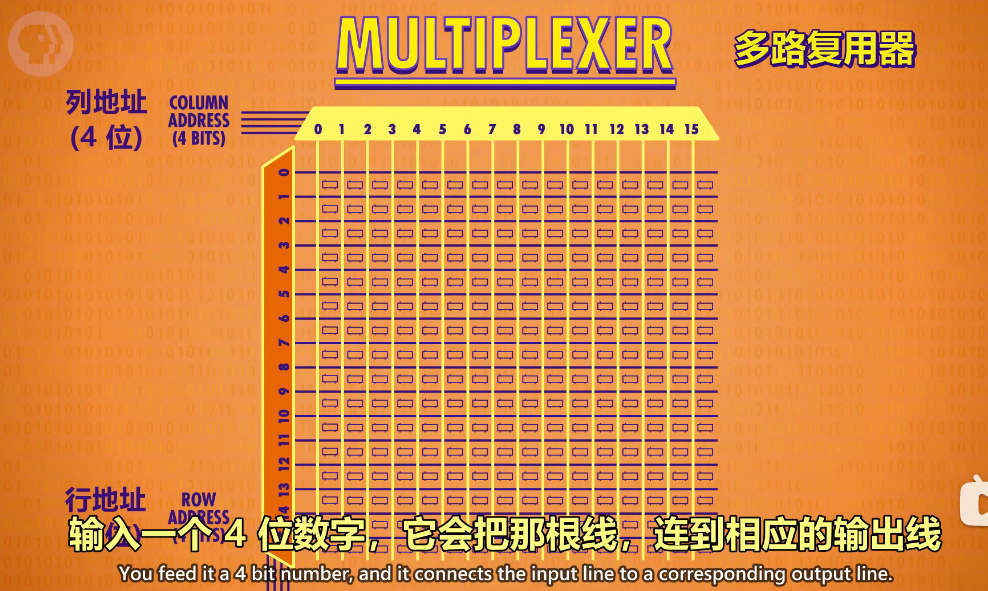 MULTIPLEXER
多路复用器
列地址
(4 位)
COLUMN
ADDRESS
(4 BITS)
0 1 2 3 4 5 6 7 8 9 10 11 12 13 14 15
0
1
2
3
4
5
6
7
8
9
10
11
12
13
14
行地址
ROW
ADDRESS
输入一个 4 位数字，它会把那根线，连到相应的输出线
You feed it a 4 bit number, and it connects the input line to a corresponding output line.